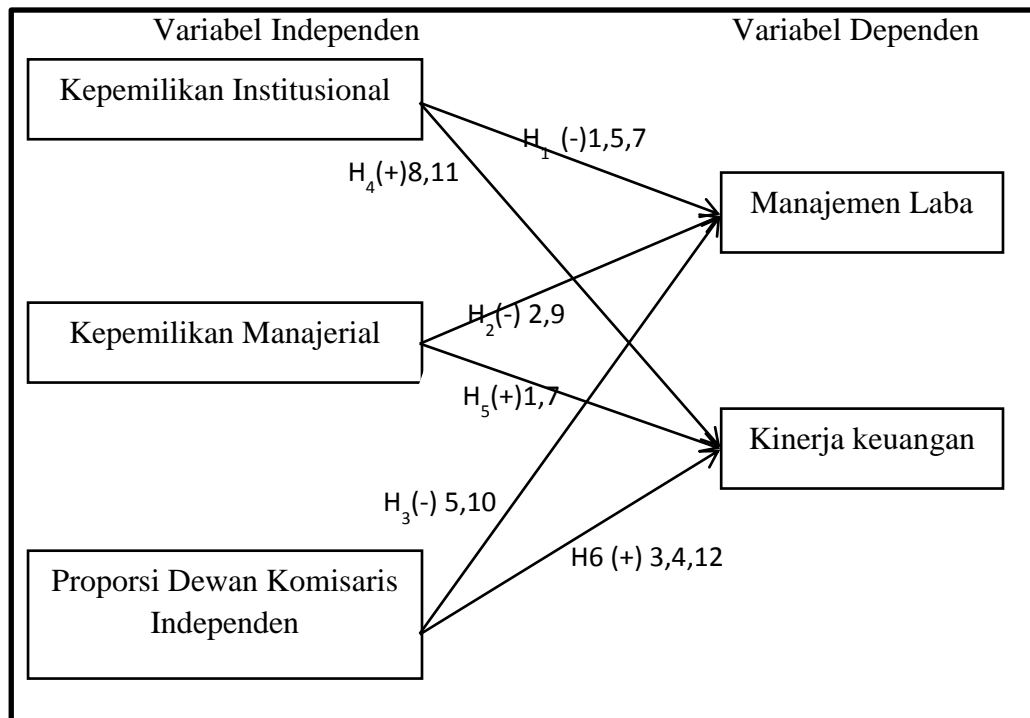 Variabel Independen
Variabel Dependen
Kepemilikan Institusional
H₁ (-)1,5,7
H₄(+)8,11
Manajemen Laba
Kepemilikan Manajerial
H₂(-) 2,9
H₅(+)1,7
Kinerja keuangan
H₃(-) 5,10
H6 (+) 3,4,12
Proporsi Dewan Komisaris
Independen